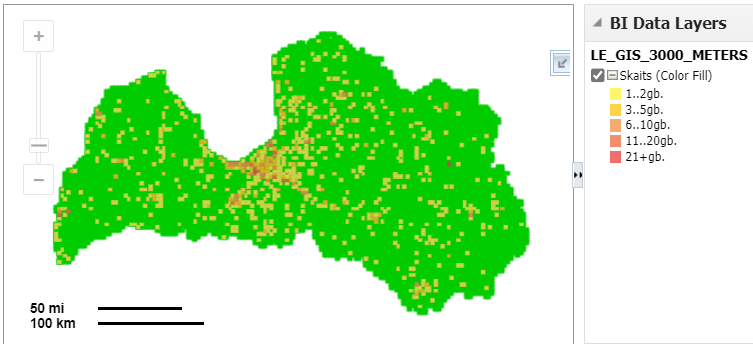 BI Data Layers
LE_GIS_3000_METERS
Skaits (Color Fill)
1..2gb.
3..5gb.
6..10gb.
11..20gb.
21+gb.
50 mi
100 km